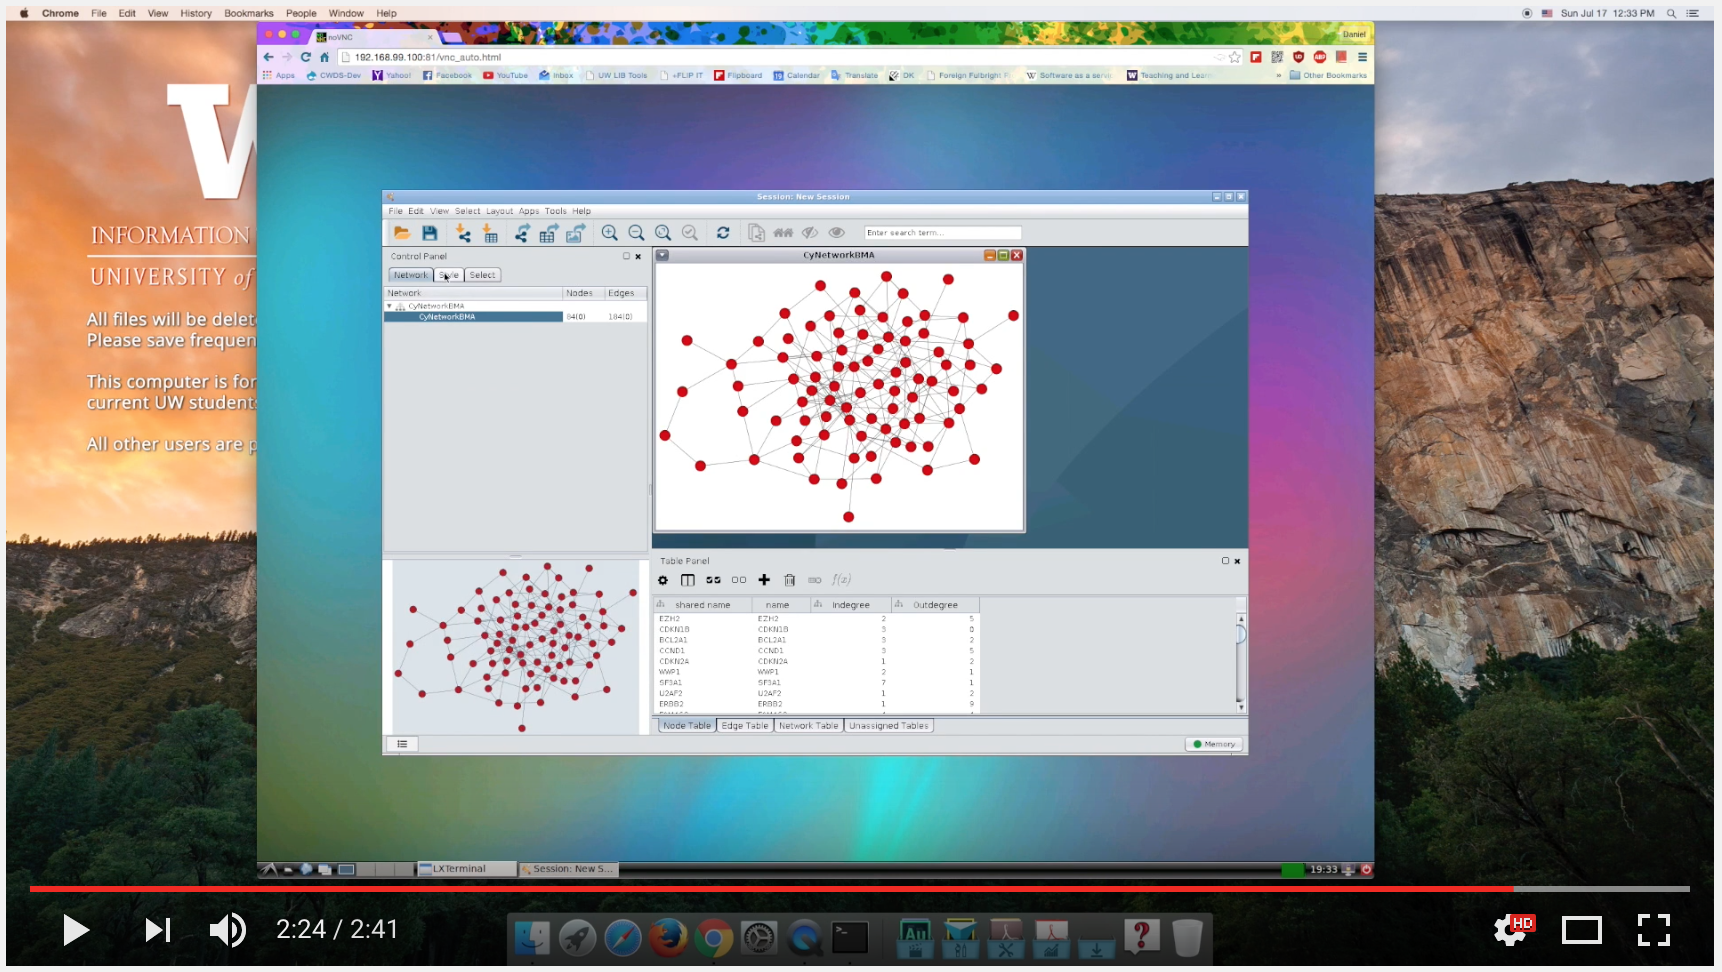 Chrome File Edit View History Bookmarks People Window Help
Sun Jul 17 12:33 PM
noVNC
Daniel
192.168.99.100:81/vnc_auto.html
Apps CWDS-Dev Yahoo! Facebook YouTube Inbox UW LIB Tools +FLIP IT Flipboard Calendar Translate DK Foreign Fulbright Software as a servi Teaching and Lear » Other Bookmarks
W
INFORMATION
UNIVERSITY of
All files will be delet
Please save frequen
This computer is for
current UW students
All other users are p
Session: New Session
File Edit View Select Layout Apps Tools Help
Enter search term...
Control Panel
Network Style Select
Network Nodes Edges
CyNetworkBMA
CyNetworkBMA 84(0) 184(0)
CyNetworkBMA
Table Panel
f(x)
shared name name Indegree Outdegree
EZH2 EZH2 2 5
CDKN1B CDKN1B 3 0
BCL2A1 BCL2A1 3 2
CCND1 CCND1 3 5
CDKN2A CDKN2A 1 2
WWP1 WWP1 2 1
SF3A1 SF3A1 7 1
U2AF2 U2AF2 1 2
ERBB2 ERBB2 1 9
Node Table Edge Table Network Table Unassigned Tables
Memory
LXTerminal Session: New S...
19:33
2:24 / 2:41
HD